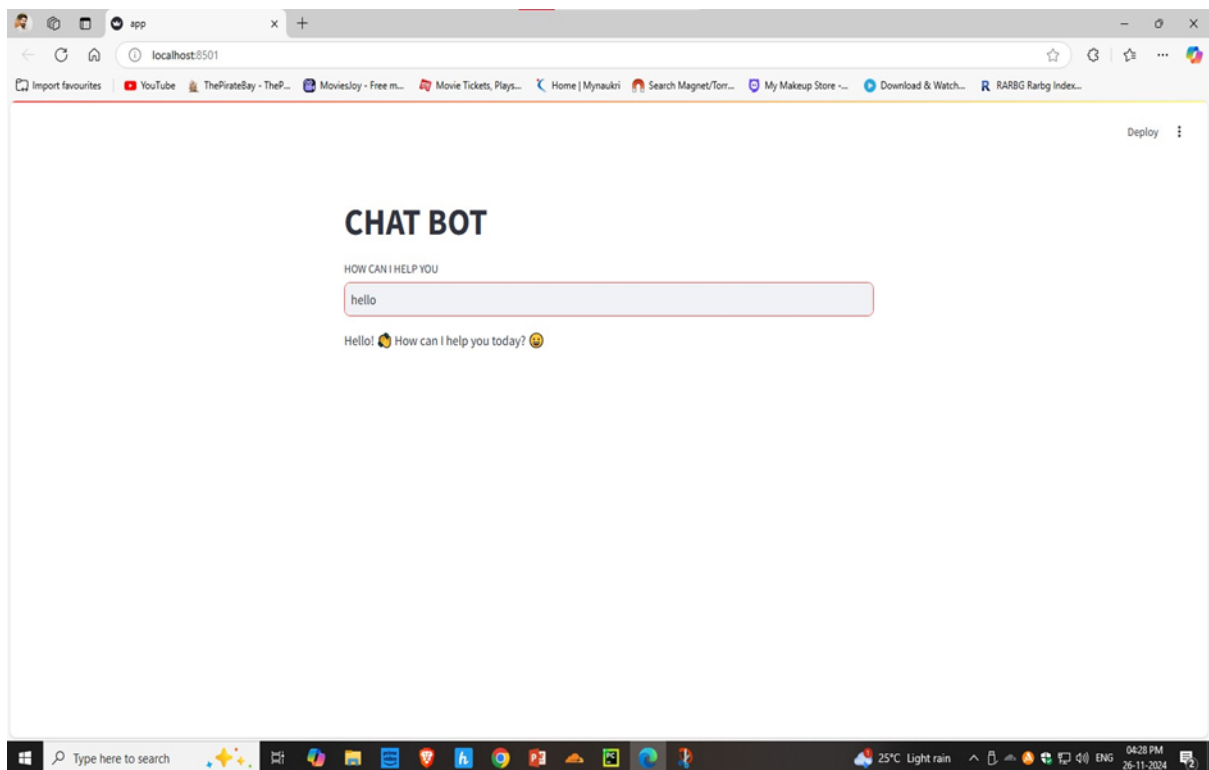 app
localhost:8501
Import favourites YouTube ThePirateBay - TheP... MoviesJoy - Free m... Movie Tickets, Plays... Home | Mynaukri Search Magnet/Torr... My Makeup Store -... Download & Watch... R RARBG Rarbg Index...
Deploy
CHAT BOT
HOW CAN I HELP YOU
hello
Hello! 👋 How can I help you today? 😄
Type here to search 25°C Light rain ENG 04:28 PM
26-11-2024